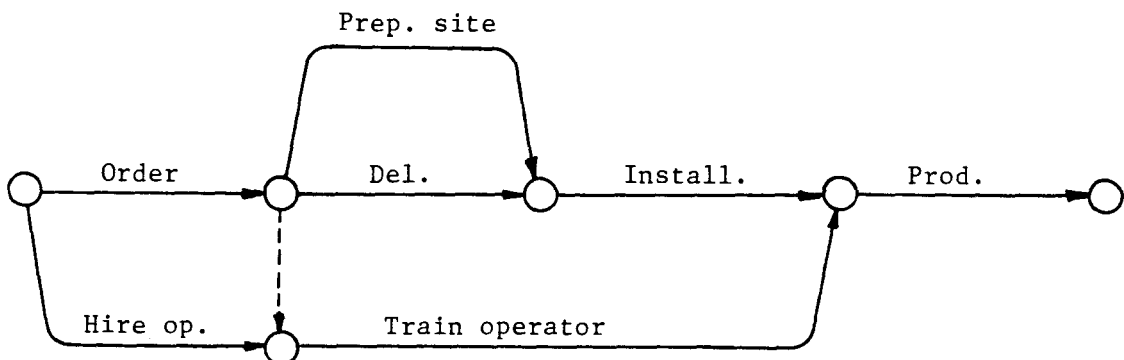 Prep. site
Order
Del.
Install.
Prod.
Hire op.
Train operator